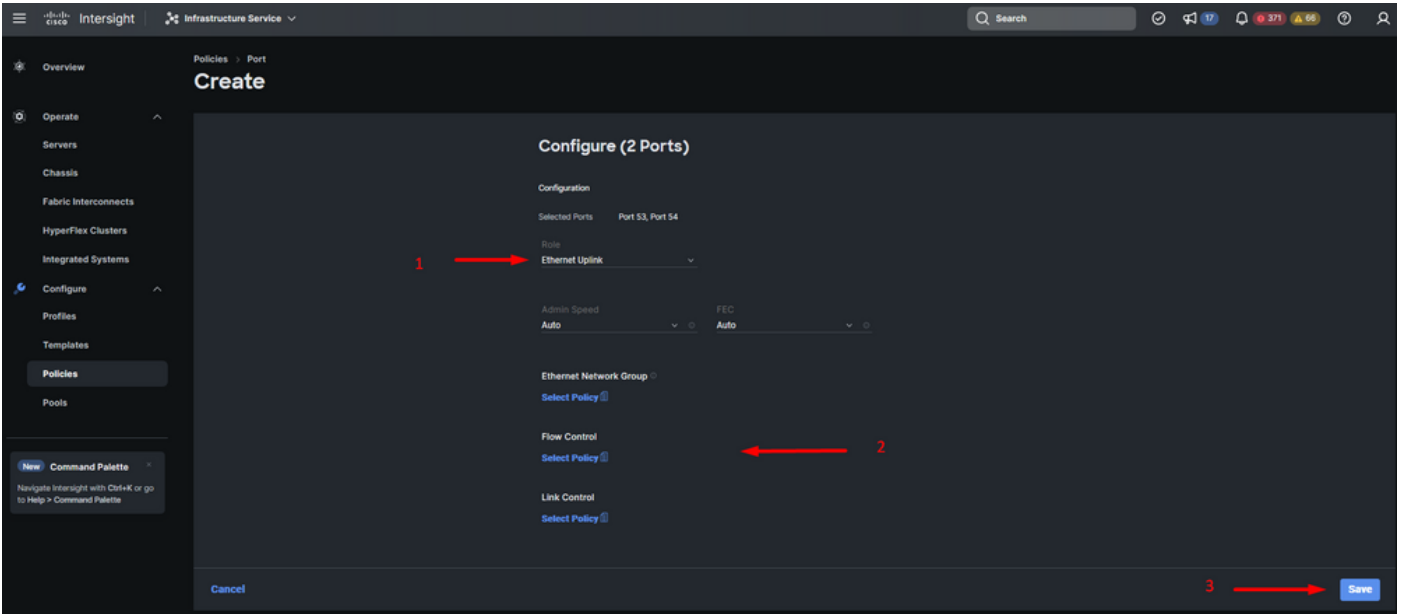 cisco Intersight Infrastructure Service Search 17 371 66
Overview
Operate
Servers
Chassis
Fabric Interconnects
HyperFlex Clusters
Integrated Systems
Configure
Profiles
Templates
Policies
Pools
New Command Palette
Navigate Intersight with Ctrl+K or go
to Help > Command Palette
Policies > Port
Create
Configure (2 Ports)
Configuration
Selected Ports Port 53, Port 54
Role
1 Ethernet Uplink
Admin Speed FEC
Auto Auto
Ethernet Network Group
Select Policy
Flow Control
2
Select Policy
Link Control
Select Policy
Cancel 3 Save